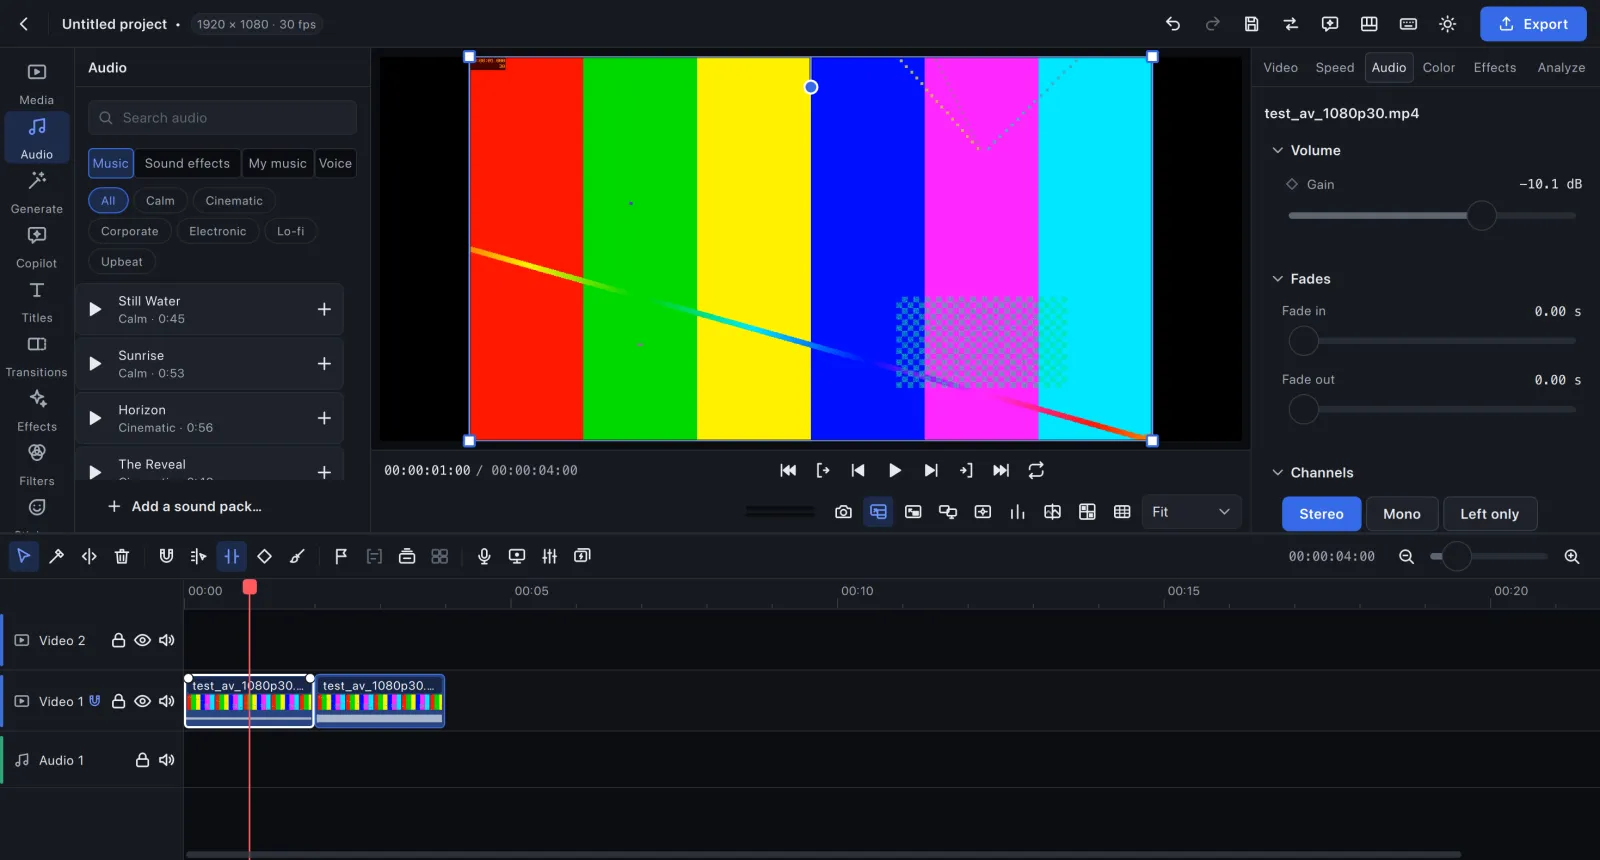 Untitled project • 1920 × 1080 · 30 fps
Export
Media
Audio
Generate
Copilot
Titles
Transitions
Effects
Filters
Audio
Search audio
Music Sound effects My music Voice
All Calm Cinematic
Corporate Electronic Lo-fi
Upbeat
Still Water
Calm · 0:45
Sunrise
Calm · 0:53
Horizon
Cinematic · 0:56
The Reveal
+ Add a sound pack...
00:00:01:00 / 00:00:04:00
Fit
Video Speed Audio Color Effects Analyze
test_av_1080p30.mp4
Volume
Gain −10.1 dB
Fades
Fade in 0.00 s
Fade out 0.00 s
Channels
Stereo Mono Left only
00:00:04:00
00:00 00:05 00:10 00:15 00:20
Video 2
Video 1
test_av_1080p30.... test_av_1080p30....
Audio 1